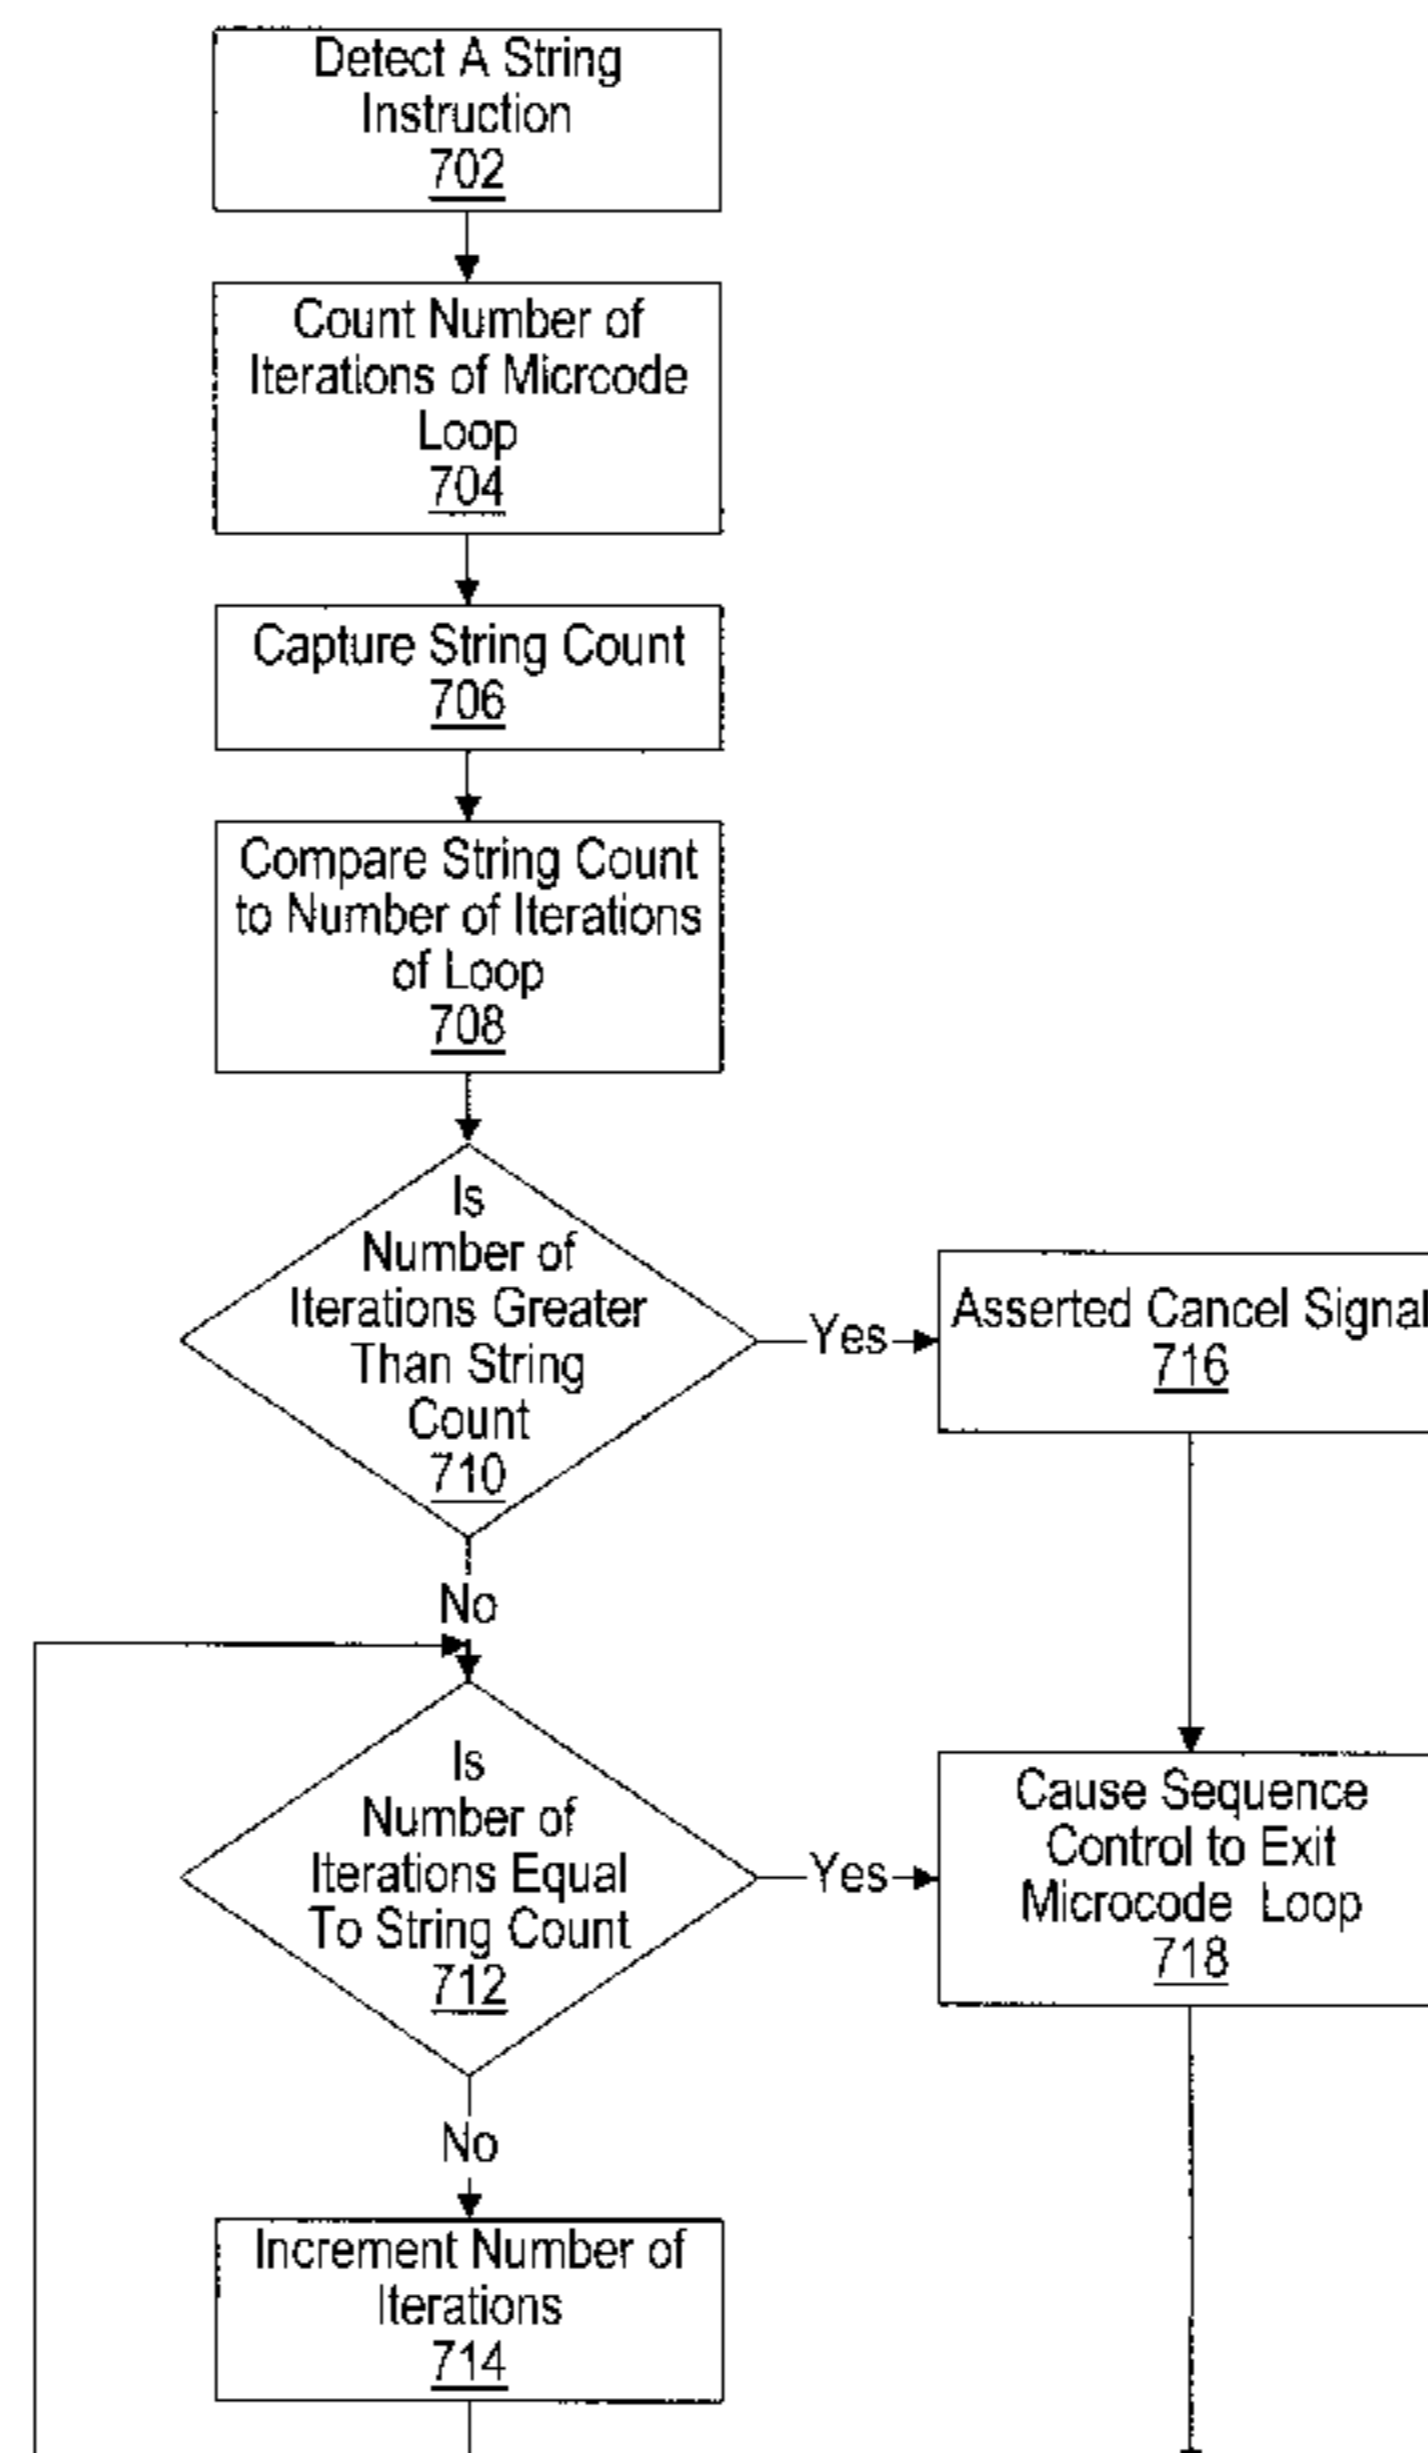 Detect A String
Instruction
702
Count Number of
Iterations of Micrcode
Loop
704
Capture String Count
706
Compare String Count
to Number of Iterations
of Loop
708
Is
Number of
Iterations Greater
Than String
Count
710
Yes
Asserted Cancel Signal
716
No
Is
Number of
Iterations Equal
To String Count
712
Yes
Cause Sequence
Control to Exit
Microcode Loop
718
No
Increment Number of
Iterations
714